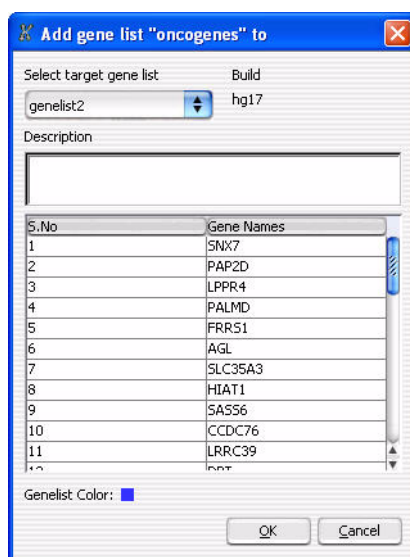 Add gene list "oncogenes" to
Select target gene list Build
genelist2 hg17
Description
S.No Gene Names
1 SNX7
2 PAP2D
3 LPPR4
4 PALMD
5 FRRS1
6 AGL
7 SLC35A3
8 HIAT1
9 SASS6
10 CCDC76
11 LRRC39
Genelist Color:
OK Cancel